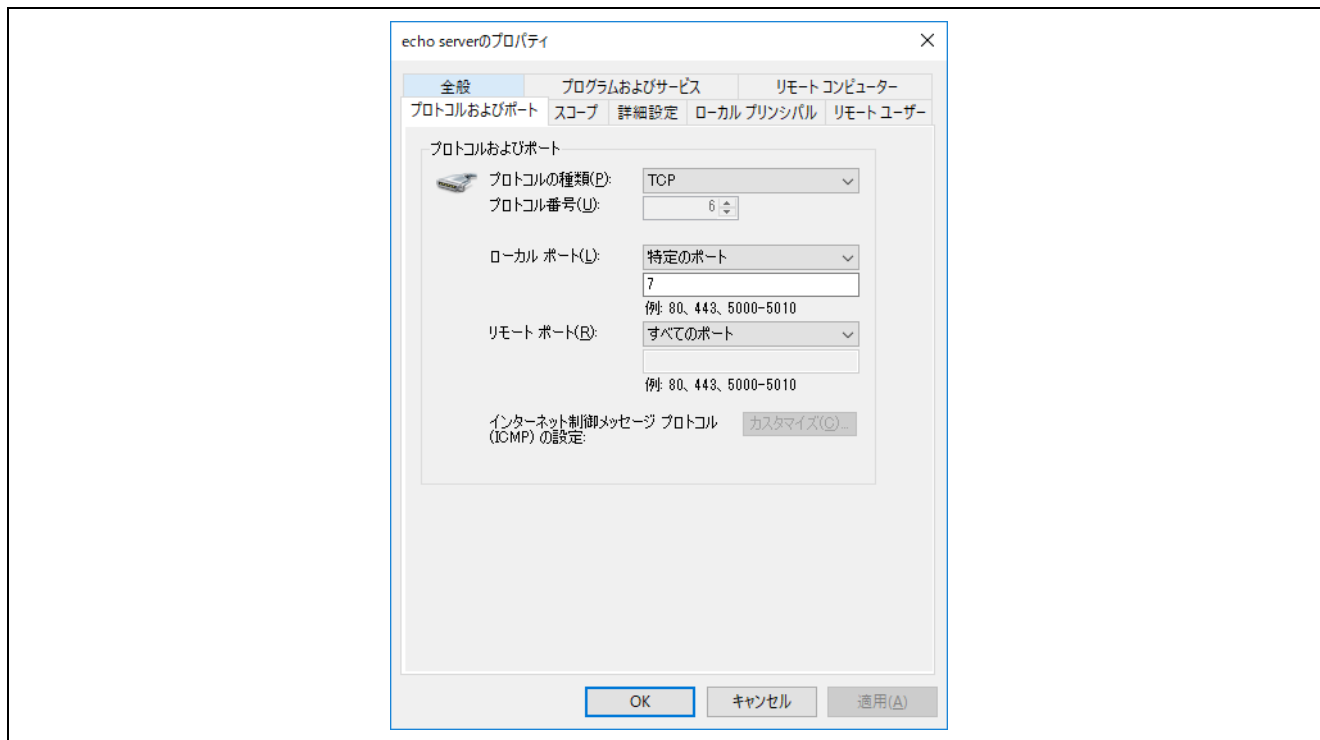 echo serverのプロパティ
全般 プログラムおよびサービス リモート コンピューター
プロトコルおよびポート スコープ 詳細設定 ローカル プリンシパル リモート ユーザー
プロトコルおよびポート
プロトコルの種類(P): TCP
プロトコル番号(U): 6
ローカル ポート(L): 特定のポート
7
例: 80、443、5000-5010
リモート ポート(R): すべてのポート
例: 80、443、5000-5010
インターネット制御メッセージ プロトコル カスタマイズ(C)...
(ICMP) の設定:
OK キャンセル 適用(A)